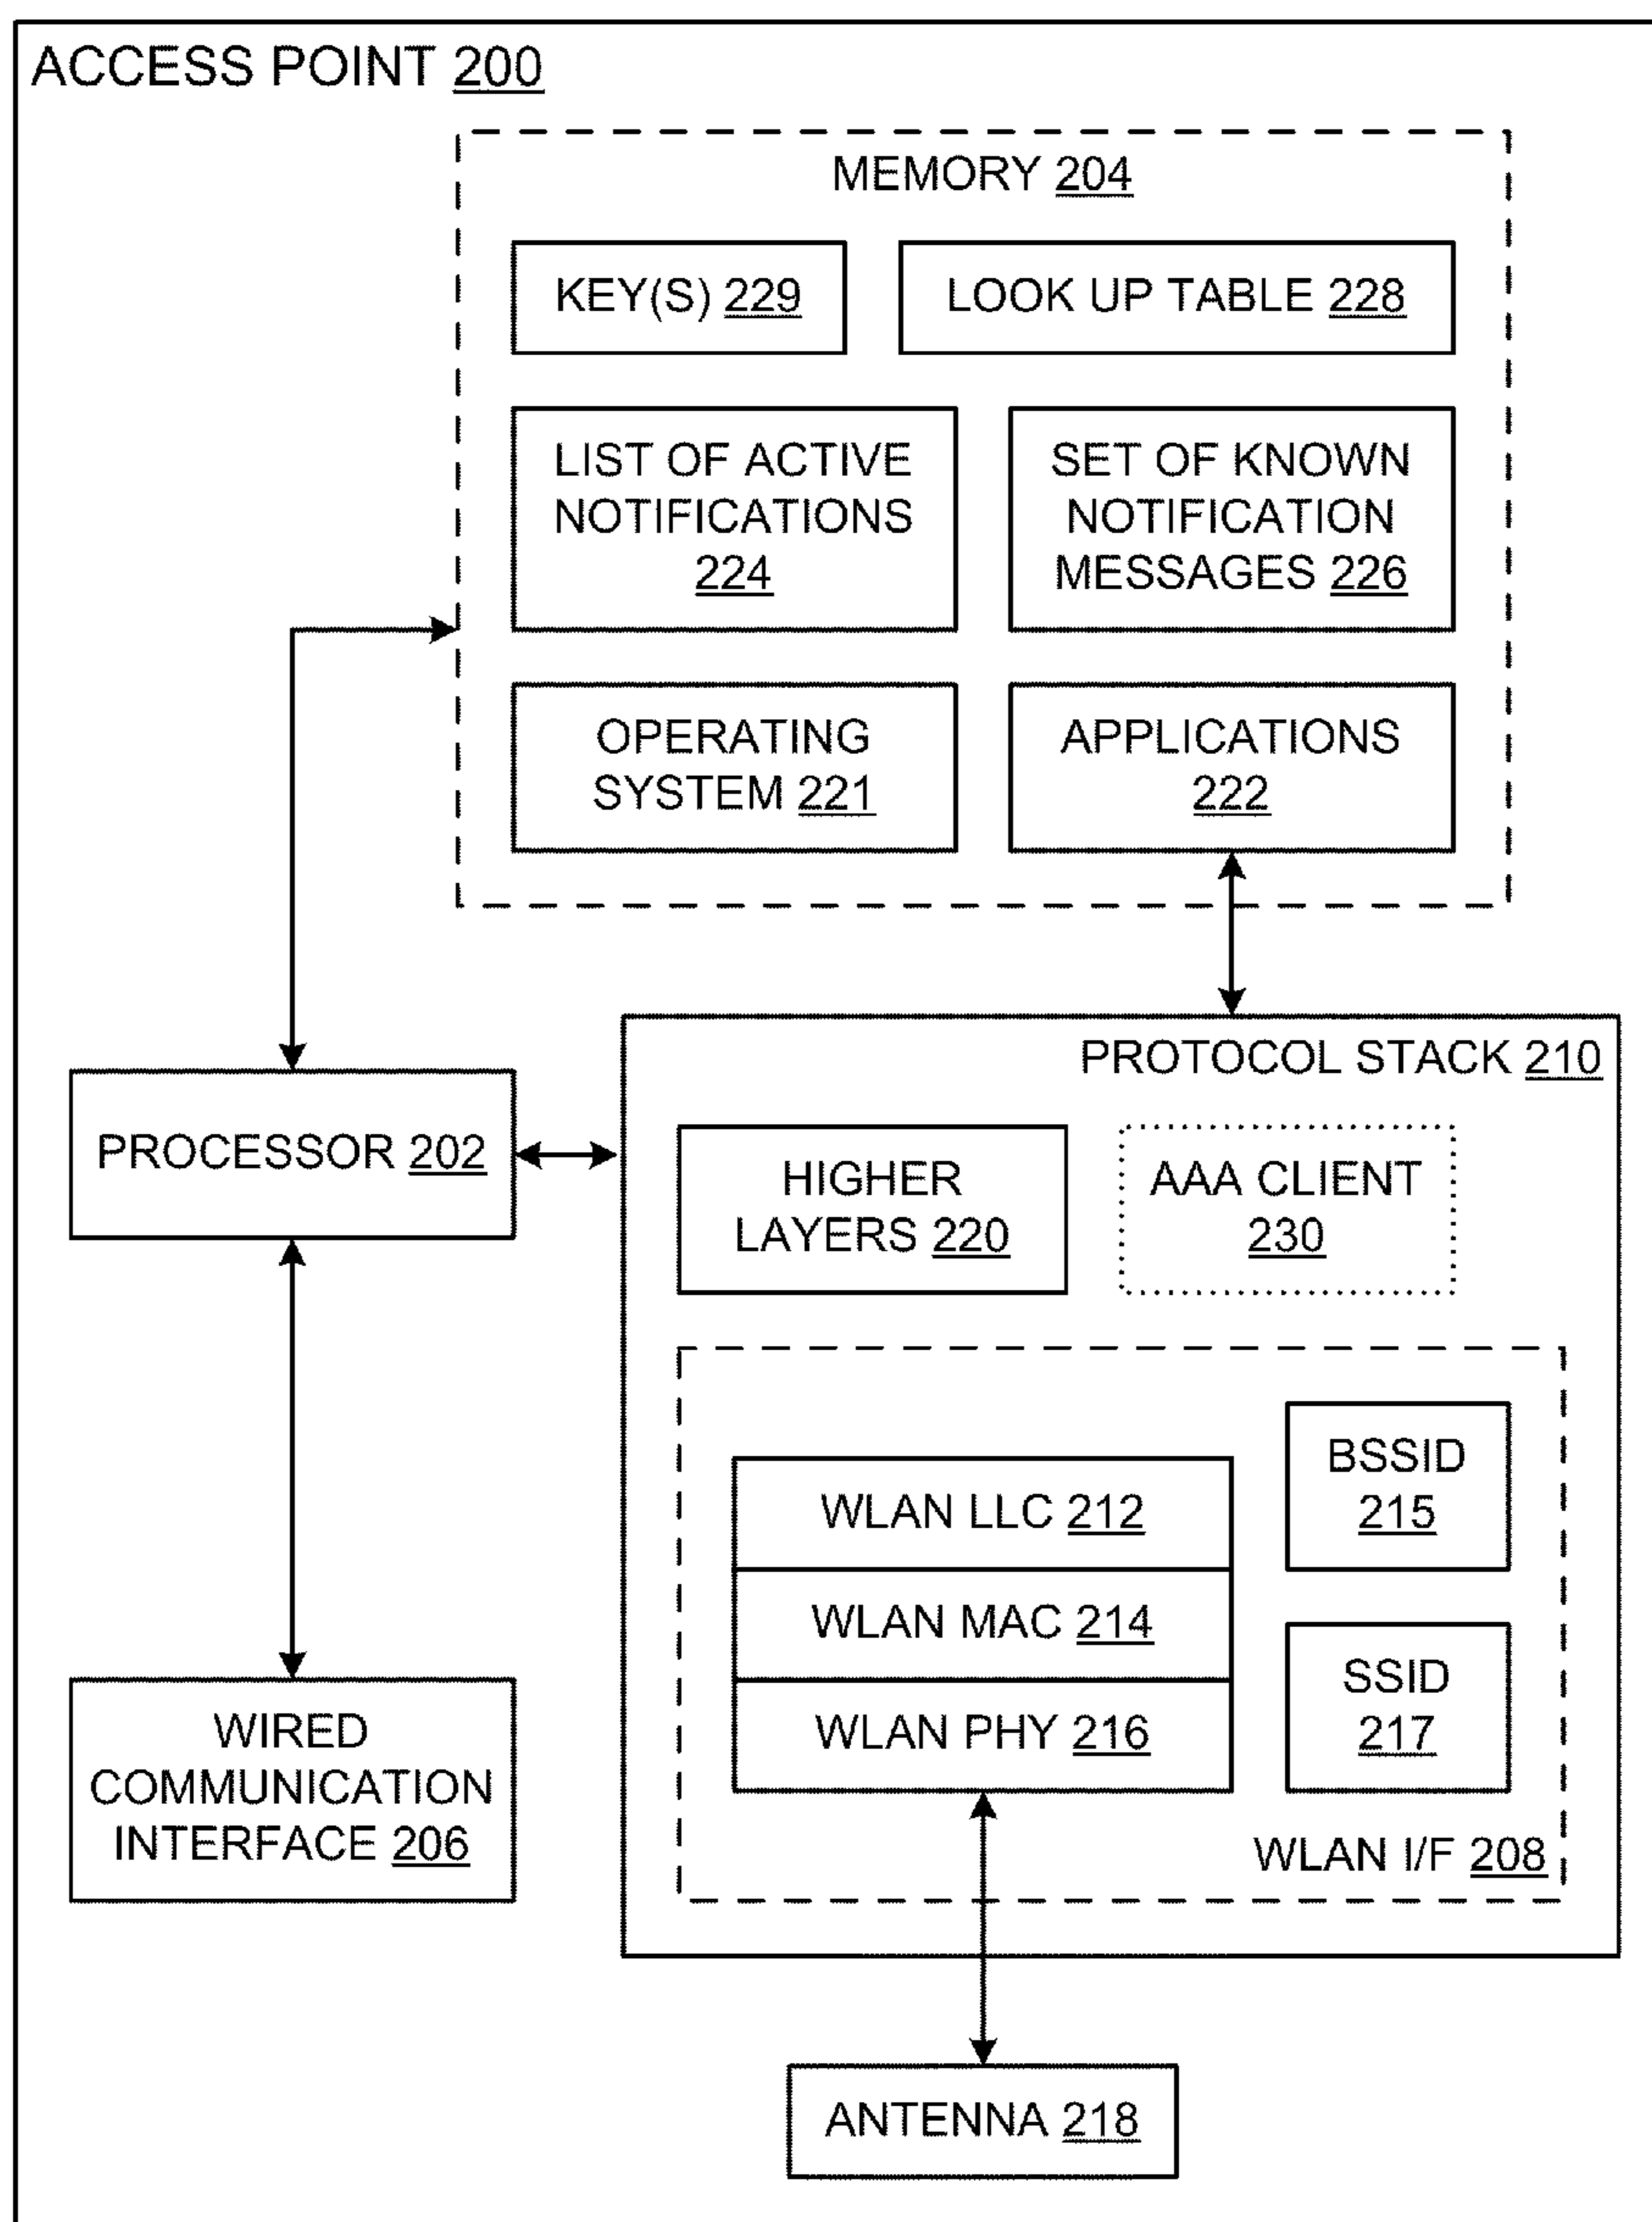 ACCESS POINT 200
MEMORY 204
KEY(S) 229
LOOK UP TABLE 228
LIST OF ACTIVE
NOTIFICATIONS
224
SET OF KNOWN
NOTIFICATION
MESSAGES 226
OPERATING
SYSTEM 221
APPLICATIONS
222
PROTOCOL STACK 210
PROCESSOR 202
HIGHER
LAYERS 220
AAA CLIENT
230
BSSID
215
WLAN LLC 212
WLAN MAC 214
WLAN PHY 216
SSID
217
WLAN I/F 208
WIRED
COMMUNICATION
INTERFACE 206
ANTENNA 218